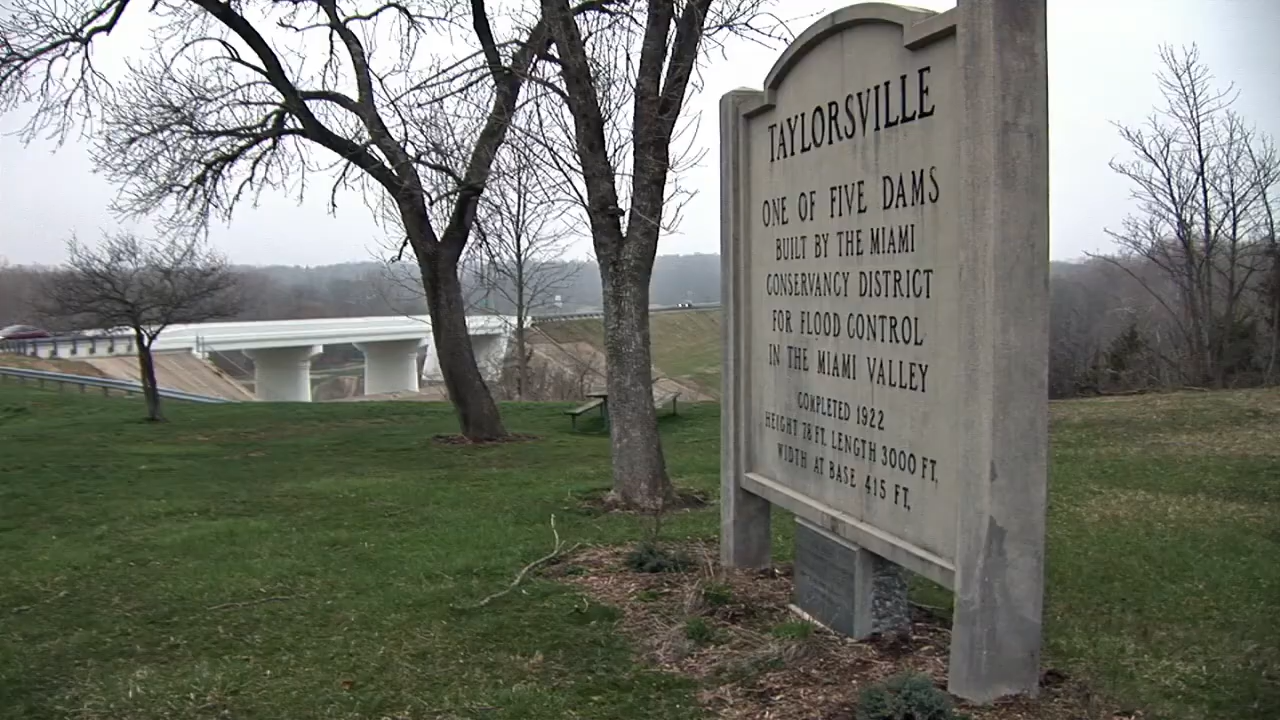 TAYLORSVILLE
ONE OF FIVE DAMS
BUILT BY THE MIAMI
CONSERVANCY DISTRICT
FOR FLOOD CONTROL
IN THE MIAMI VALLEY
COMPLETED 1922
HEIGHT 78 FT. LENGTH 3000 FT.
WIDTH AT BASE 415 FT.